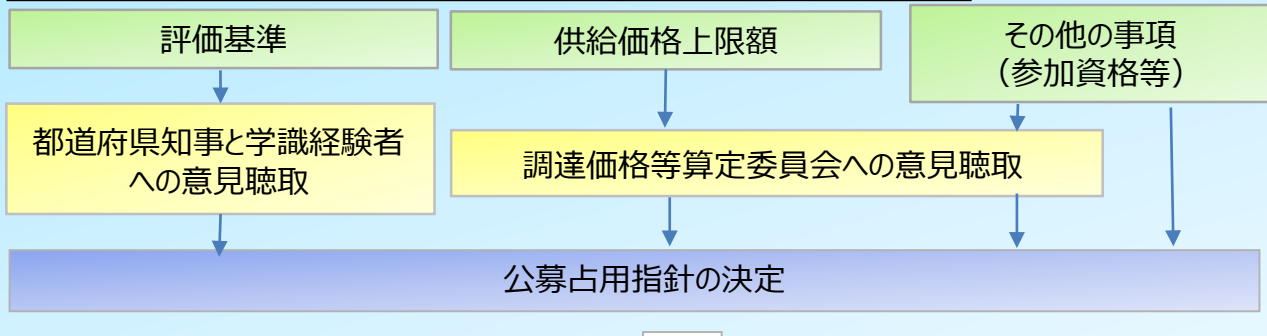 評価基準
供給価格上限額
その他の事項
（参加資格等）
都道府県知事と学識経験者
への意見聴取
調達価格等算定委員会への意見聴取
公募占用指針の決定